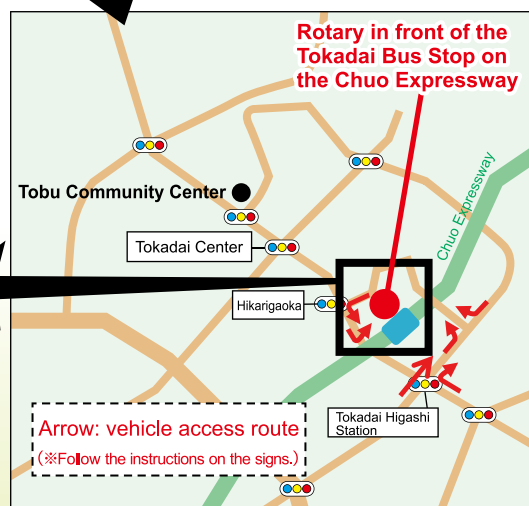 Rotary in front of the
Tokadai Bus Stop on
the Chuo Expressway
Chuo Expressway
Tobu Community Center
Tokadai Center
Hikarigaoka
Tokadai Higashi
Station
Arrow: vehicle access route
(※Follow the instructions on the signs.)